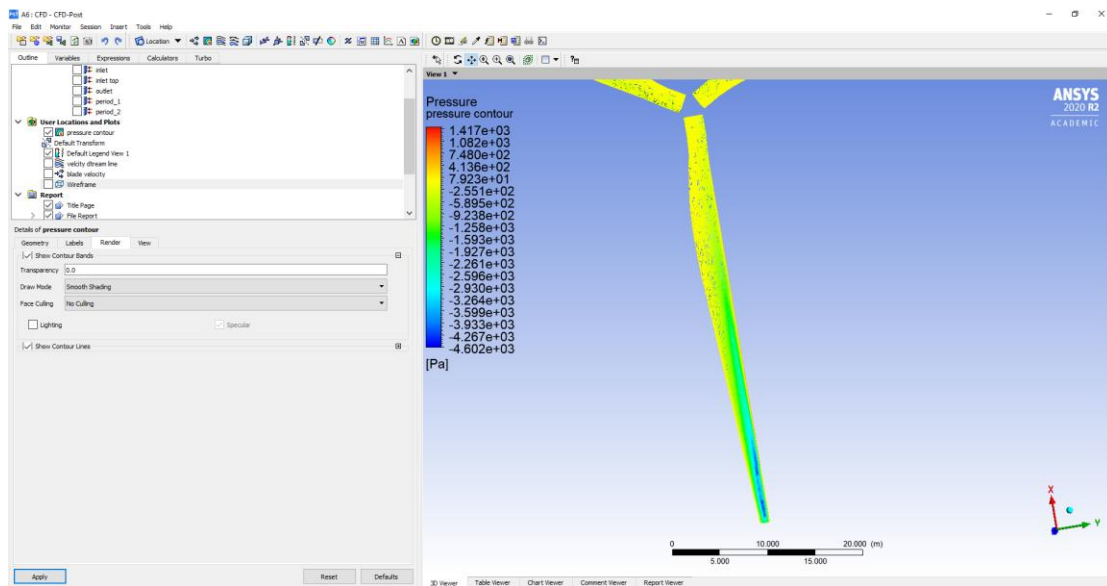 A6 : CFD - CFD-Post
File Edit Monitor Session Insert Tools Help
Location
Outline Variables Expressions Calculators Turbo
inlet
inlet top
outlet
period_1
period_2
User Locations and Plots
pressure contour
Default Transform
Default Legend View 1
velcity dtream line
blade velocity
Wireframe
Report
Title Page
File Report
Details of pressure contour
Geometry Labels Render View
Show Contour Bands
Transparency 0.0
Draw Mode Smooth Shading
Face Culling No Culling
Lighting Specular
Show Contour Lines
Apply Reset Defaults
View 1
Pressure
pressure contour
1.417e+03
1.082e+03
7.480e+02
4.136e+02
7.923e+01
-2.551e+02
-5.895e+02
-9.238e+02
-1.258e+03
-1.593e+03
-1.927e+03
-2.261e+03
-2.596e+03
-2.930e+03
-3.264e+03
-3.599e+03
-3.933e+03
-4.267e+03
-4.602e+03
[Pa]
ANSYS
2020 R2
ACADEMIC
X
Y
0 10.000 20.000 (m)
5.000 15.000
3D Viewer Table Viewer Chart Viewer Comment Viewer Report Viewer